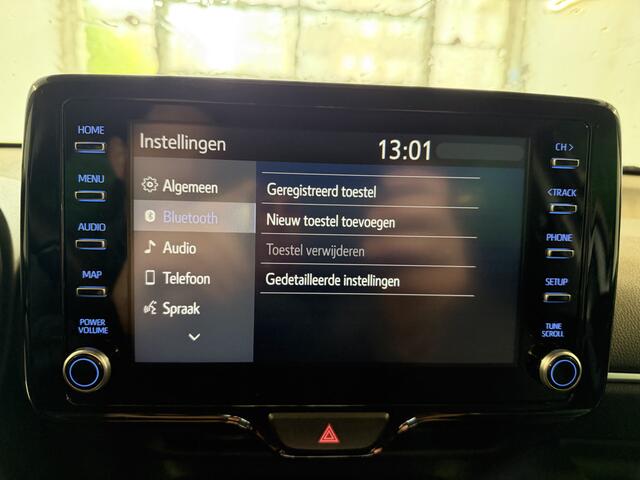 HOME
MENU
AUDIO
MAP
POWER
VOLUME
Instellingen
13:01
Algemeen
Bluetooth
Audio
Telefoon
Spraak
Geregistreerd toestel
Nieuw toestel toevoegen
Toestel verwijderen
Gedetailleerde instellingen
CH >
< TRACK
PHONE
SETUP
TUNE
SCROLL